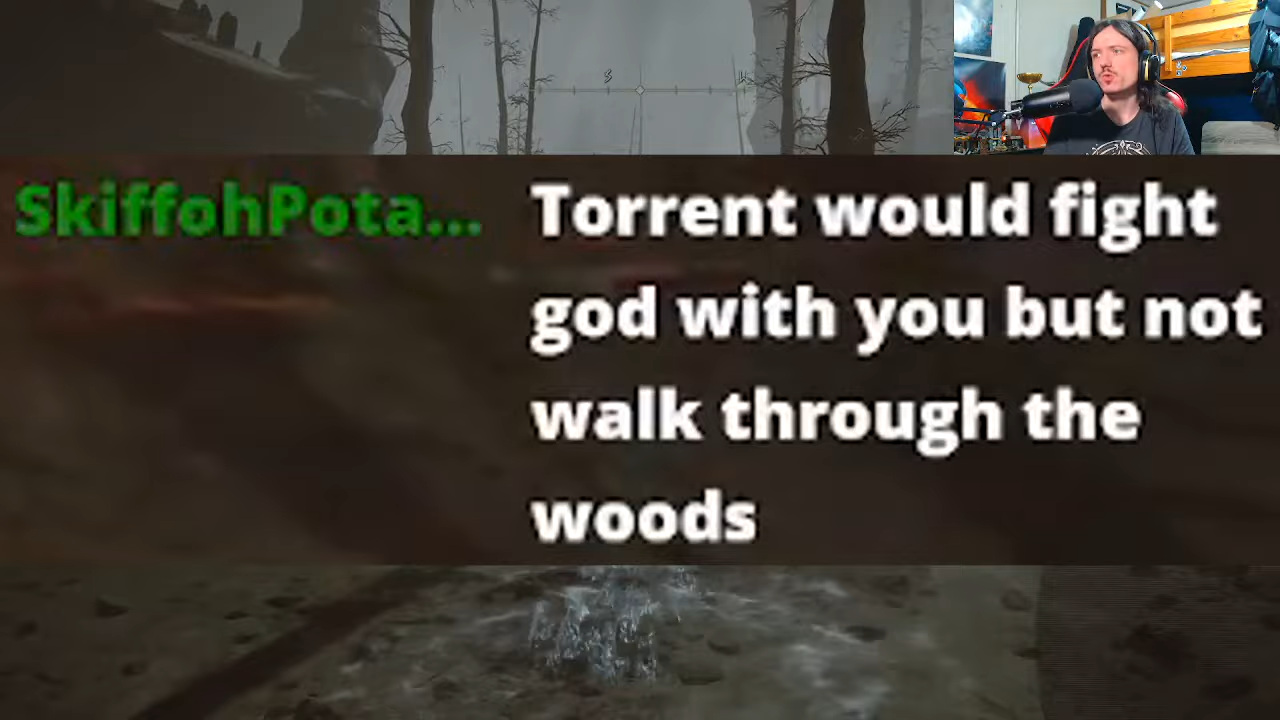 SkiffohPota... Torrent would fight
god with you but not
walk through the
woods